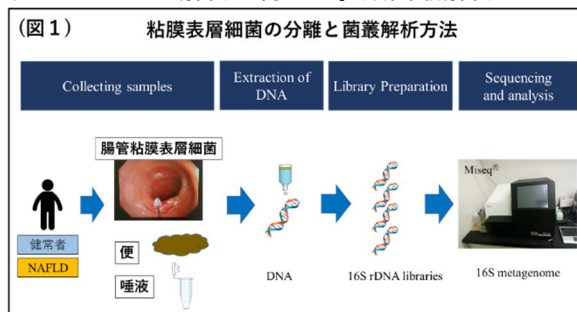 (図1)
粘膜表層細菌の分離と菌叢解析方法
Collecting samples
Extraction of
DNA
Library Preparation
Sequencing
and analysis
腸管粘膜表層細菌
Miseq®
健常者
NAFLD
便
唾液
DNA
16S rDNA libraries
16S metagenome